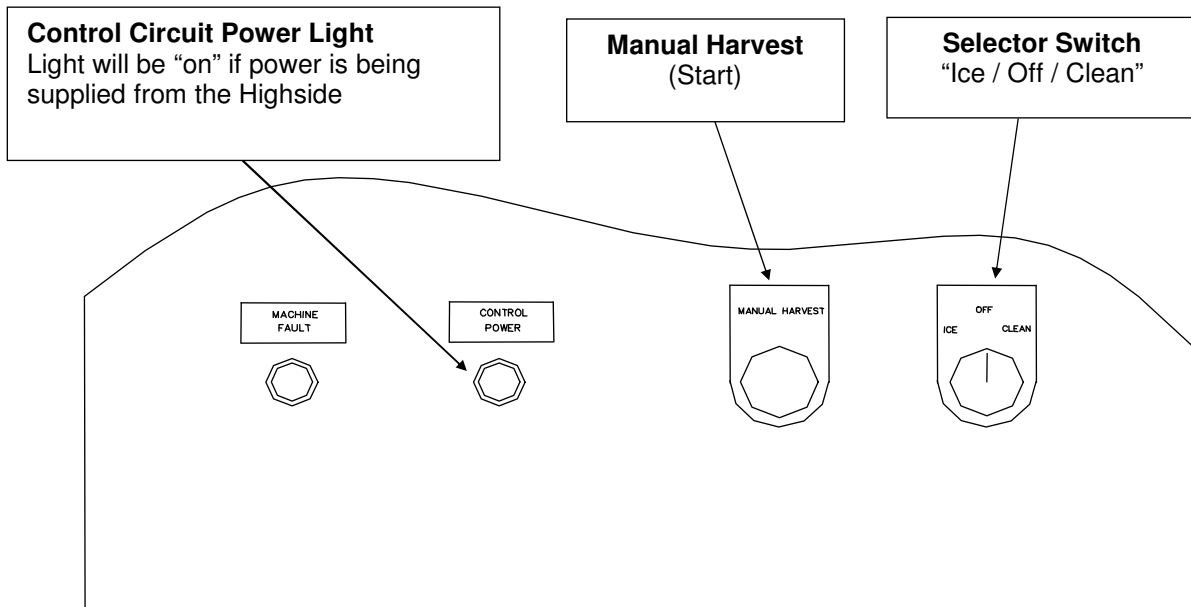 Control Circuit Power Light
Light will be “on” if power is being
supplied from the Highside
Manual Harvest
(Start)
Selector Switch
“Ice / Off / Clean”
MACHINE
FAULT
CONTROL
POWER
MANUAL HARVEST
OFF
ICE
CLEAN